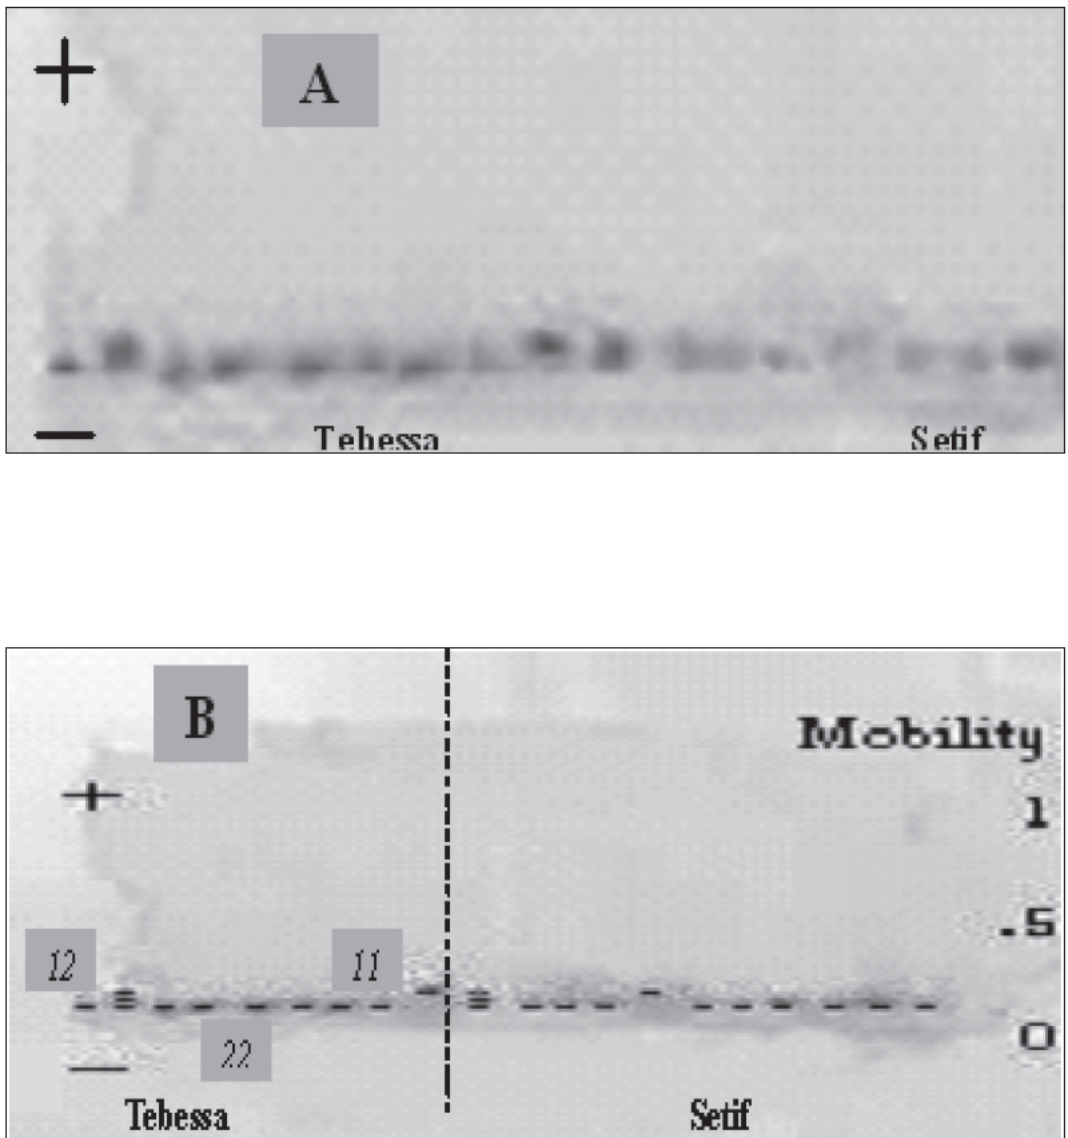 +
A
−
Tebessa Setif
B
Mobility
+
1
.5
12 11
0
22
−
Tebessa Setif